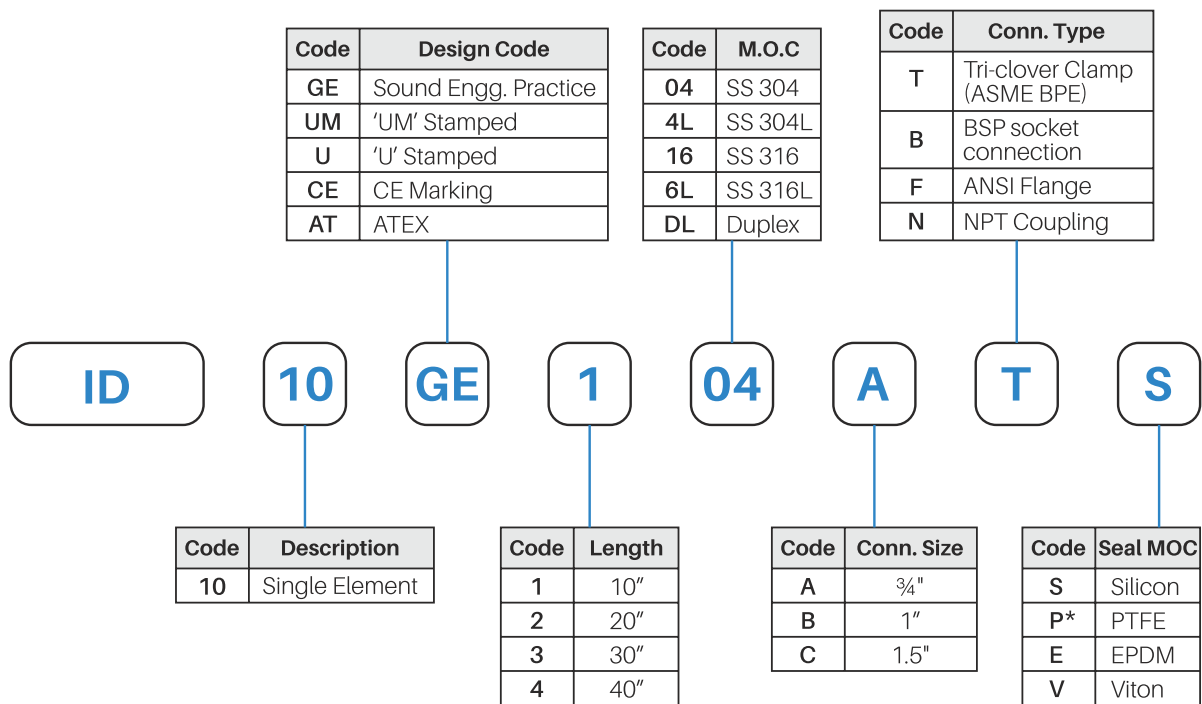 Code Design Code
GE Sound Engg. Practice
UM ‘UM’ Stamped
U ‘U’ Stamped
CE CE Marking
AT ATEX
Code M.O.C
04 SS 304
4L SS 304L
16 SS 316
6L SS 316L
DL Duplex
Code Conn. Type
T Tri-clover Clamp
(ASME BPE)
B BSP socket
connection
F ANSI Flange
N NPT Coupling
ID 10 GE 1 04 A T S
Code Description
10 Single Element
Code Length
1 10″
2 20″
3 30″
4 40″
Code Conn. Size
A ¾"
B 1″
C 1.5"
Code Seal MOC
S Silicon
P* PTFE
E EPDM
V Viton